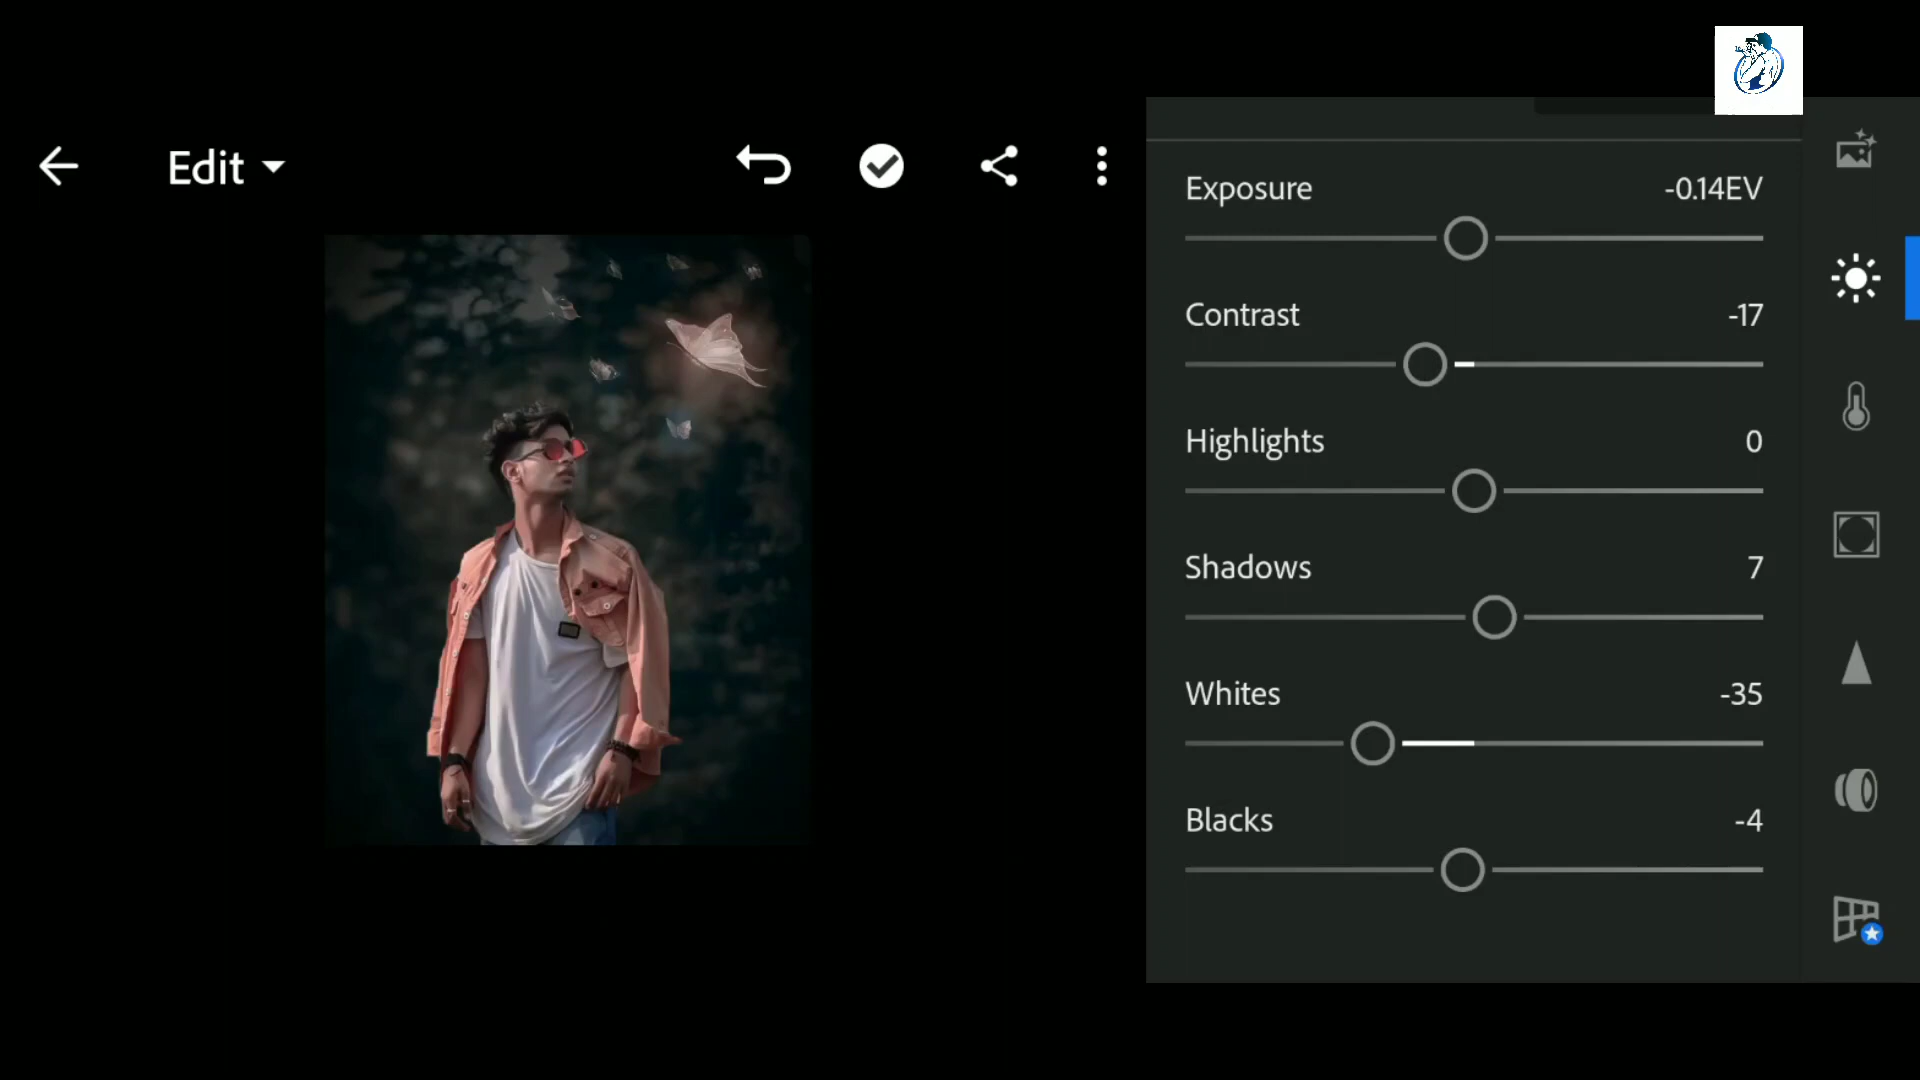 Edit
Exposure -0.14EV
Contrast -17
Highlights 0
Shadows 7
Whites -35
Blacks -4